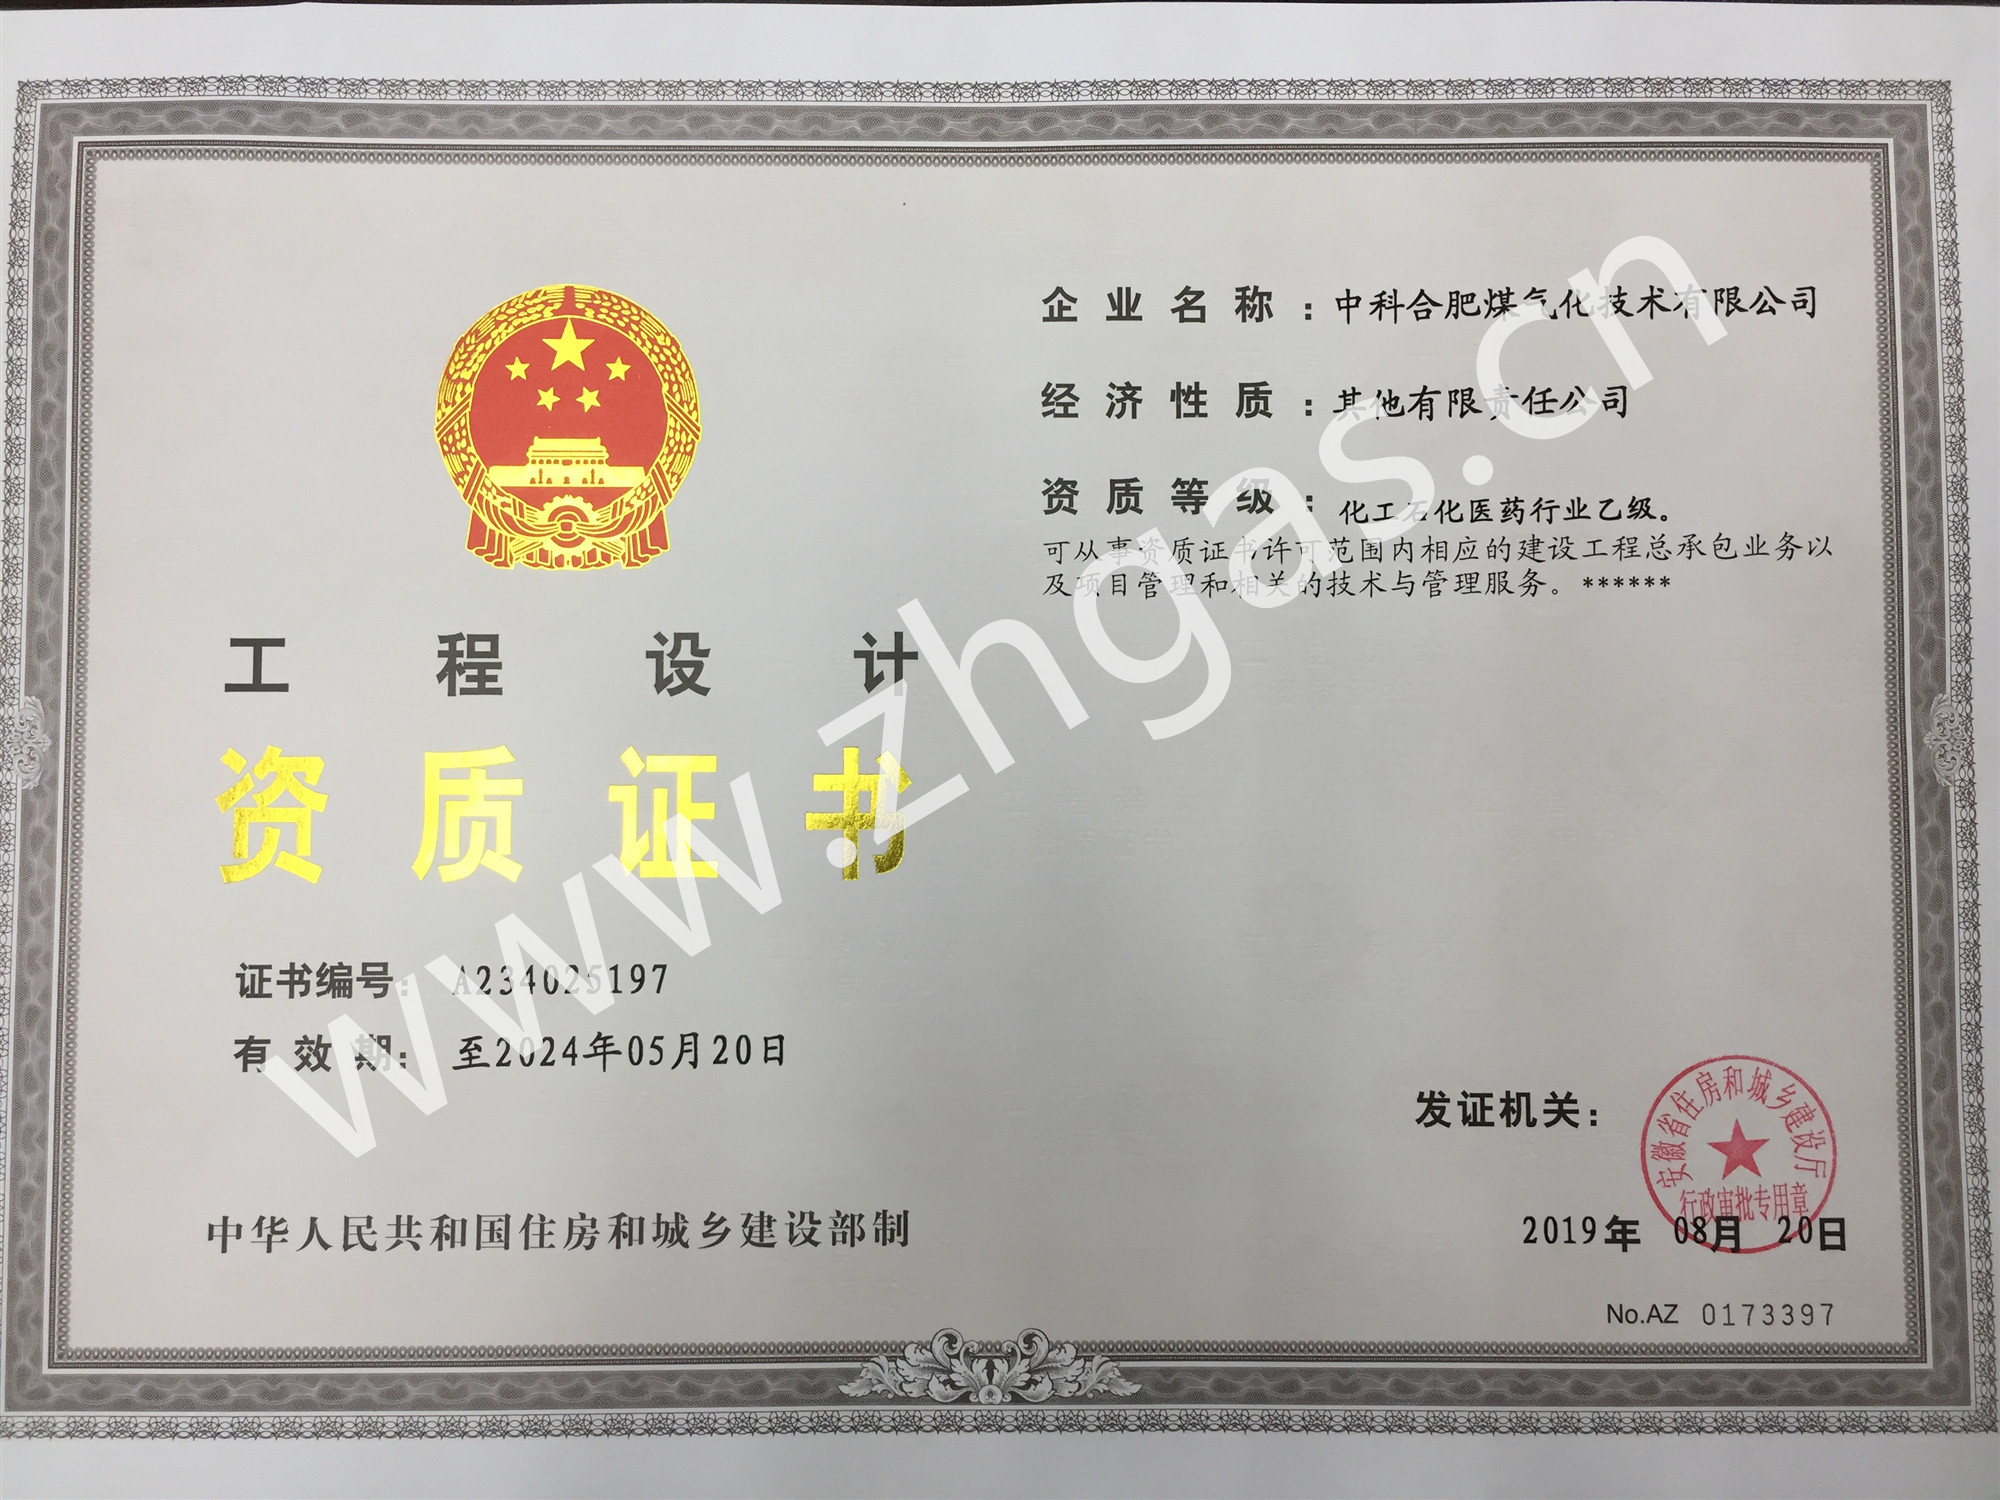 工程设计
资质证书
证书编号：A234025197
有效期：至2024年05月20日
中华人民共和国住房和城乡建设部制
企业名称：中科合肥煤气化技术有限公司
经济性质：其他有限责任公司
资质等级：化工石化医药行业乙级。
可从事资质证书许可范围内相应的建设工程总承包业务以
及项目管理和相关的技术与管理服务。******
发证机关：
安徽省住房和城乡建设厅
行政审批专用章
2019年 08月 20日
No.AZ 0173397
www.zhgas.cn